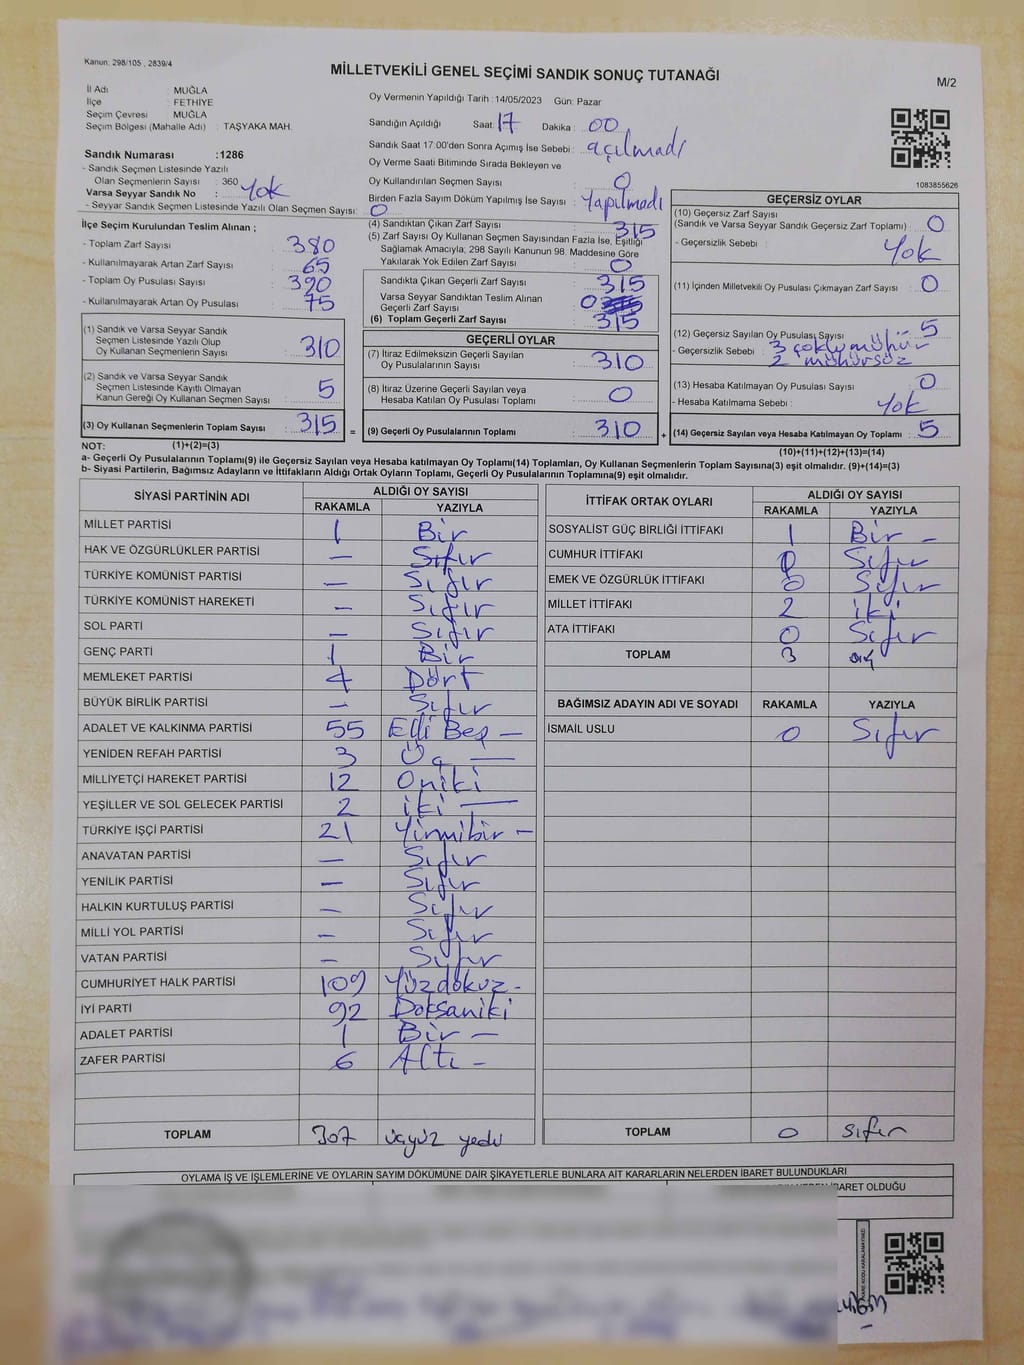 Kanun. 298/105 , 2839/4
MİLLETVEKİLİ GENEL SEÇİMİ SANDIK SONUÇ TUTANAĞI
M/2
İl Adı : MUĞLA
İlçe : FETHİYE
Seçim Çevresi : MUĞLA
Seçim Bölgesi (Mahalle Adı) : TAŞYAKA MAH.
Sandık Numarası :1286
- Sandık Seçmen Listesinde Yazılı
Olan Seçmenlerin Sayısı : 360
Varsa Seyyar Sandık No : Yok
- Seyyar Sandık Seçmen Listesinde Yazılı Olan Seçmen Sayısı: 0
Oy Vermenin Yapıldığı Tarih :14/05/2023 Gün: Pazar
Sandığın Açıldığı Saat: 17 Dakika : 00
Sandık Saat 17:00'den Sonra Açımış İse Sebebi : açılmadı
Oy Verme Saati Bitiminde Sırada Bekleyen ve
Oy Kullandırılan Seçmen Sayısı : 0
Birden Fazla Sayım Döküm Yapılmış İse Sayısı : Yapılmadı
1083855626
İlçe Seçim Kurulundan Teslim Alınan ;
- Toplam Zarf Sayısı : 380
- Kullanılmayarak Artan Zarf Sayısı : 65
- Toplam Oy Pusulası Sayısı : 390
- Kullanılmayarak Artan Oy Pusulası : 75
(1) Sandık ve Varsa Seyyar Sandık
Seçmen Listesinde Yazılı Olup
Oy Kullanan Seçmenlerin Sayısı : 310
(2) Sandık ve Varsa Seyyar Sandık
Seçmen Listesinde Kayıtlı Olmayan
Kanun Gereği Oy Kullanan Seçmen Sayısı : 5
(3) Oy Kullanan Seçmenlerin Toplam Sayısı : 315 =
(1)+(2)=(3)
(4) Sandıktan Çıkan Zarf Sayısı : 315
(5) Zarf Sayısı Oy Kullanan Seçmen Sayısından Fazla İse, Eşitliği
Sağlamak Amacıyla; 298 Sayılı Kanunun 98. Maddesine Göre
Yakılarak Yok Edilen Zarf Sayısı : 0
Sandıkta Çıkan Geçerli Zarf Sayısı : 315
Varsa Seyyar Sandıktan Teslim Alınan
Geçerli Zarf Sayısı : 0
(6) Toplam Geçerli Zarf Sayısı : 315
GEÇERLİ OYLAR
(7) İtiraz Edilmeksizin Geçerli Sayılan
Oy Pusulalarının Sayısı : 310
(8) İtiraz Üzerine Geçerli Sayılan veya
Hesaba Katılan Oy Pusulası Toplamı : 0
(9) Geçerli Oy Pusulalarının Toplamı : 310 +
GEÇERSİZ OYLAR
(10) Geçersiz Zarf Sayısı
(Sandık ve Varsa Seyyar Sandık Geçersiz Zarf Toplamı) : 0
- Geçersizlik Sebebi : Yok
(11) İçinden Milletvekili Oy Pusulası Çıkmayan Zarf Sayısı : 0
(12) Geçersiz Sayılan Oy Pusulası Sayısı : 5
- Geçersizlik Sebebi : 3 çoklu mühür
2 mühürsüz
(13) Hesaba Katılmayan Oy Pusulası Sayısı : 0
- Hesaba Katılmama Sebebi : Yok
(14) Geçersiz Sayılan veya Hesaba Katılmayan Oy Toplamı : 5
(10)+(11)+(12)+(13)=(14)
NOT:
a- Geçerli Oy Pusulalarının Toplamı(9) ile Geçersiz Sayılan veya Hesaba katılmayan Oy Toplamı(14) Toplamları, Oy Kullanan Seçmenlerin Toplam Sayısına(3) eşit olmalıdır. (9)+(14)=(3)
b- Siyasi Partilerin, Bağımsız Adayların ve İttifakların Aldığı Ortak Oyların Toplamı, Geçerli Oy Pusulalarının Toplamına(9) eşit olmalıdır.
SİYASİ PARTİNİN ADI ALDIĞI OY SAYISI
RAKAMLA YAZIYLA
MİLLET PARTİSİ 1 Bir
HAK VE ÖZGÜRLÜKLER PARTİSİ — Sıfır
TÜRKİYE KOMÜNİST PARTİSİ — Sıfır
TÜRKİYE KOMÜNİST HAREKETİ — Sıfır
SOL PARTİ — Sıfır
GENÇ PARTİ 1 Bir
MEMLEKET PARTİSİ 4 Dört
BÜYÜK BİRLİK PARTİSİ — Sıfır
ADALET VE KALKINMA PARTİSİ 55 Elli Beş —
YENİDEN REFAH PARTİSİ 3 Üç —
MİLLİYETÇİ HAREKET PARTİSİ 12 Oniki
YEŞİLLER VE SOL GELECEK PARTİSİ 2 iki —
TÜRKİYE İŞÇİ PARTİSİ 21 Yirmibir —
ANAVATAN PARTİSİ — Sıfır
YENİLİK PARTİSİ — Sıfır
HALKIN KURTULUŞ PARTİSİ — Sıfır
MİLLİ YOL PARTİSİ — Sıfır
VATAN PARTİSİ — Sıfır
CUMHURİYET HALK PARTİSİ 109 Yüzdokuz -
İYİ PARTİ 92 Doksaniki
ADALET PARTİSİ 1 Bir —
ZAFER PARTİSİ 6 Altı -
TOPLAM 307 üçyüz yedi
İTTİFAK ORTAK OYLARI ALDIĞI OY SAYISI
RAKAMLA YAZIYLA
SOSYALİST GÜÇ BİRLİĞİ İTTİFAKI 1 Bir —
CUMHUR İTTİFAKI 0 Sıfır
EMEK VE ÖZGÜRLÜK İTTİFAKI 0 Sıfır
MİLLET İTTİFAKI 2 iki
ATA İTTİFAKI 0 Sıfır
TOPLAM 3 üç
BAĞIMSIZ ADAYIN ADI VE SOYADI RAKAMLA YAZIYLA
İSMAİL USLU 0 Sıfır
TOPLAM 0 sıfır
OYLAMA İŞ VE İŞLEMLERİNE VE OYLARIN SAYIM DÖKÜMÜNE DAİR ŞİKAYETLERLE BUNLARA AİT KARARLARIN NELERDEN İBARET BULUNDUKLARI
İBARET OLDUĞU